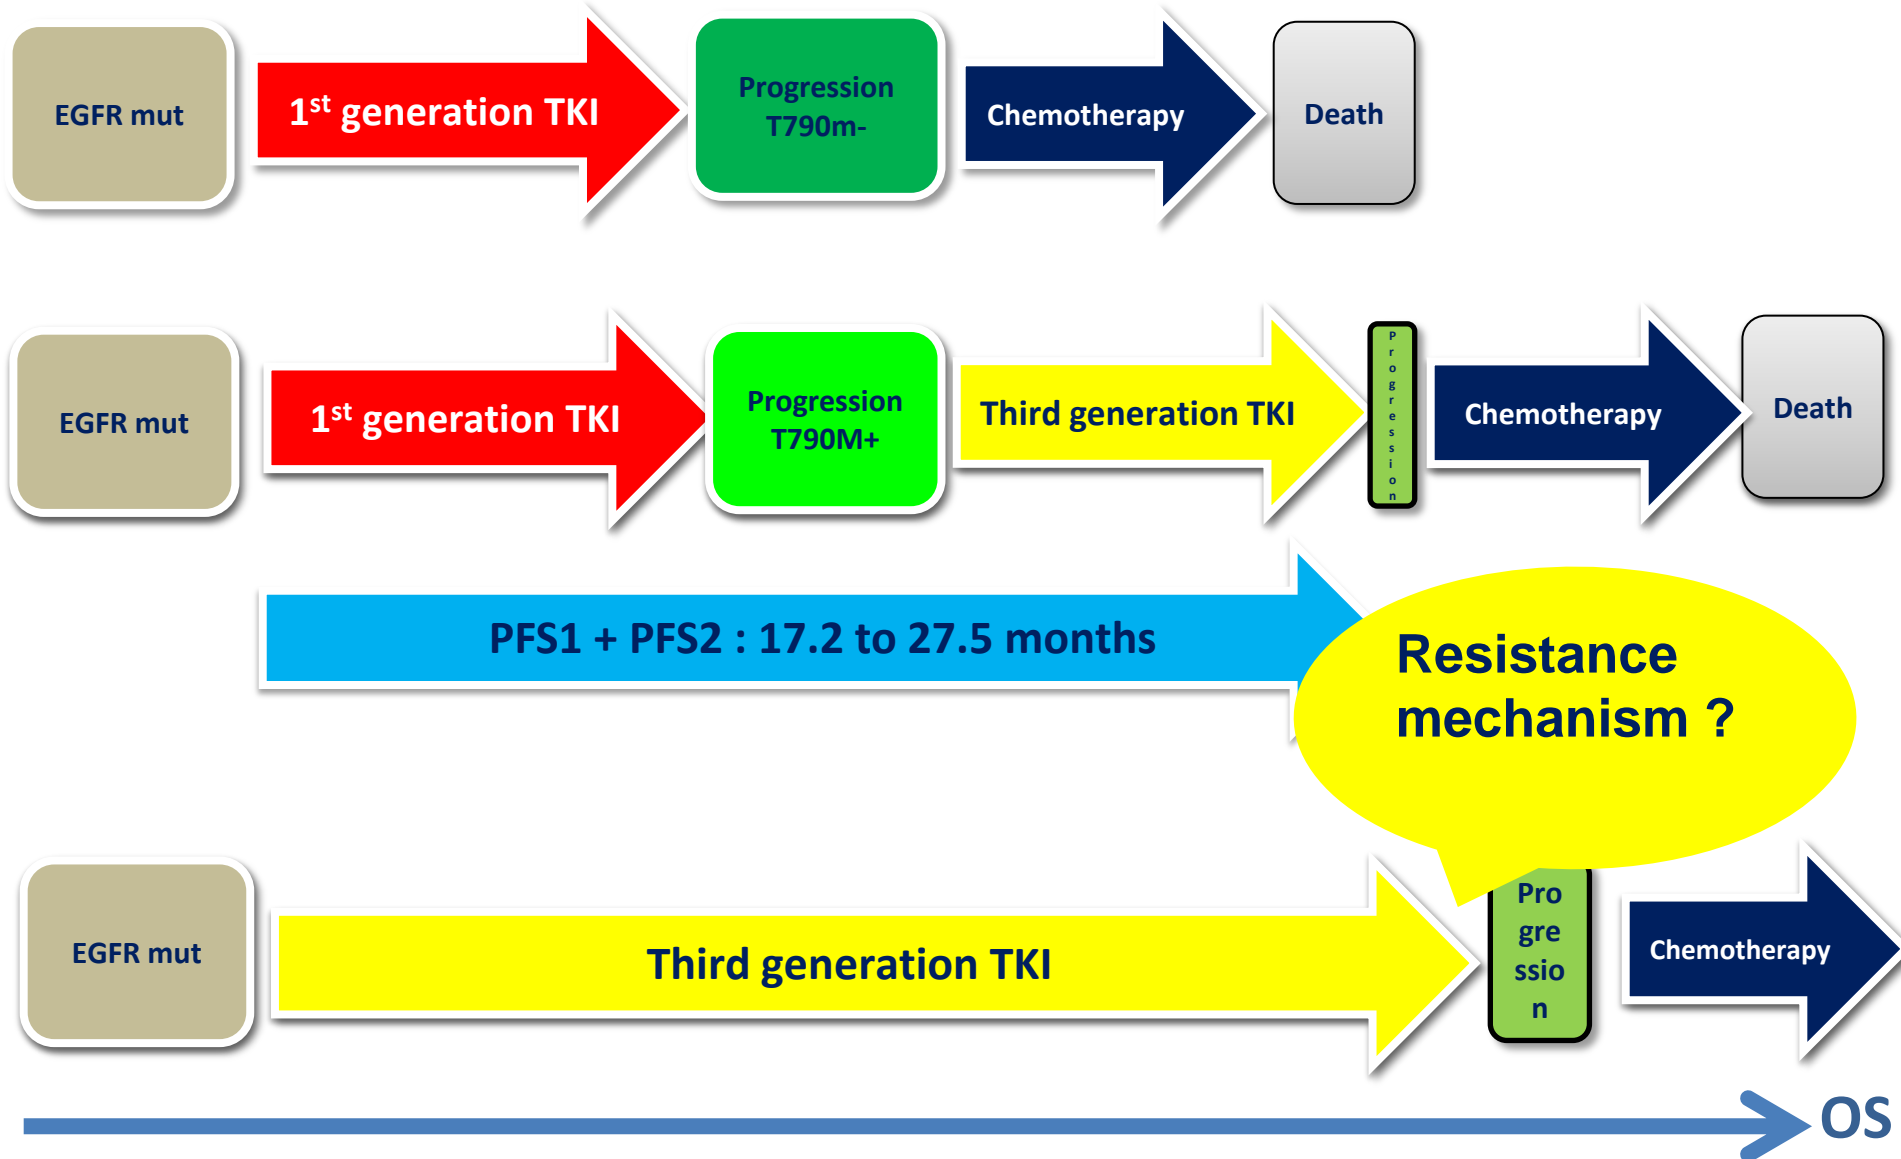 EGFR mut
1st generation TKI
Progression
T790m-
Chemotherapy
Death
EGFR mut
1st generation TKI
Progression
T790M+
Third generation TKI
P
r
o
g
r
e
s
s
i
o
n
Chemotherapy
Death
PFS1 + PFS2 : 17.2 to 27.5 months
Resistance
mechanism ?
EGFR mut
Third generation TKI
Pro
gre
ssio
n
Chemotherapy
OS